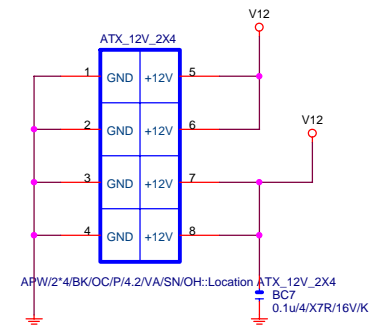 V12
ATX_12V_2X4
1 GND +12V 5
2 GND +12V 6
V12
3 GND +12V 7
4 GND +12V 8
APW/2*4/BK/OC/P/4.2/VA/SN/OH::Location ATX_12V_2X4
BC7
0.1u/4/X7R/16V/K